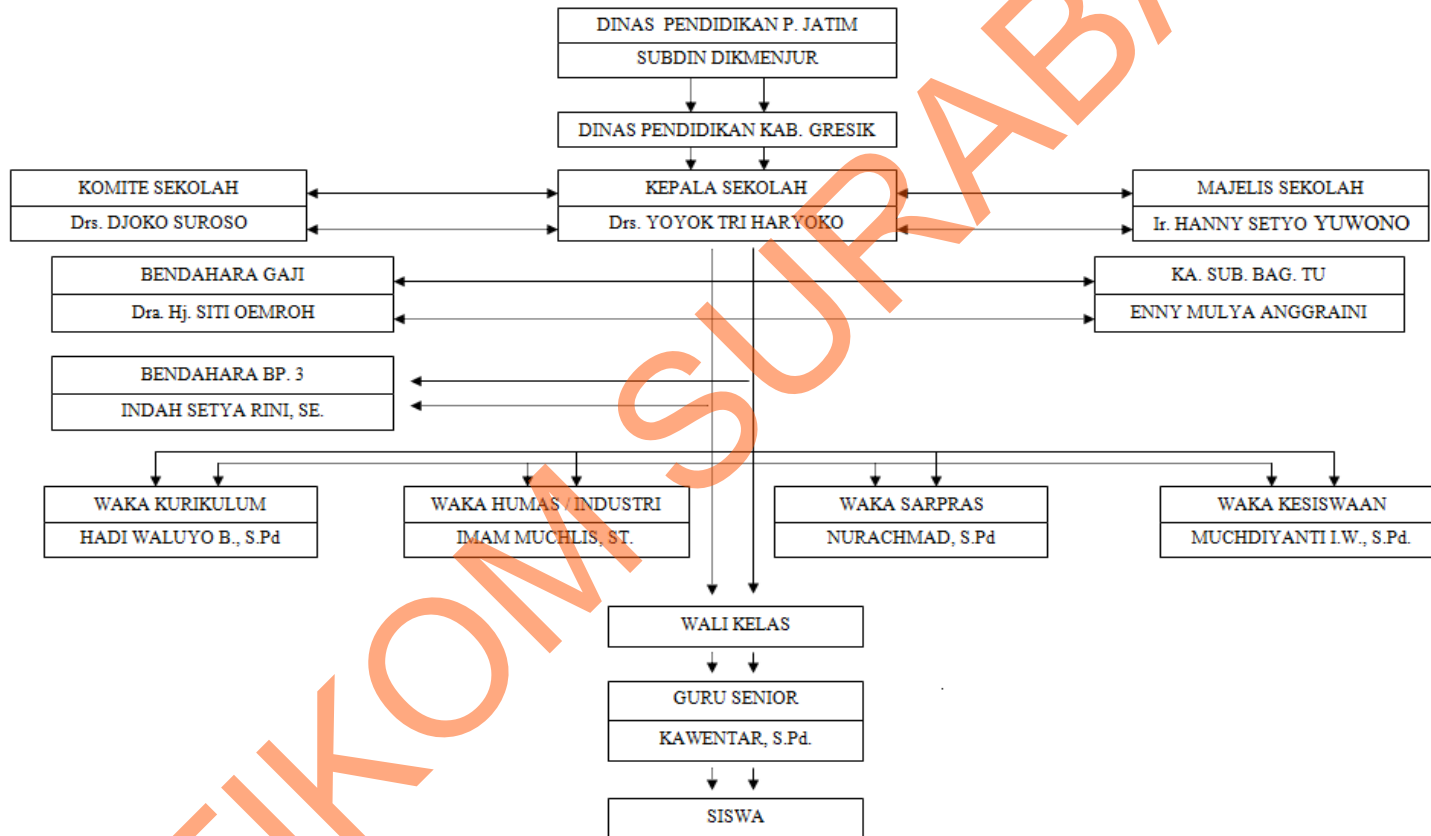 DINAS PENDIDIKAN P. JATIM
SUBDIN DIKMENJUR
DINAS PENDIDIKAN KAB. GRESIK
KOMITE SEKOLAH
Drs. DJOKO SUROSO
KEPALA SEKOLAH
Drs. YOYOK TRI HARYOKO
MAJELIS SEKOLAH
Ir. HANNY SETYO YUWONO
BENDAHARA GAJI
Dra. Hj. SITI OEMROH
KA. SUB. BAG. TU
ENNY MULYA ANGGRAINI
BENDAHARA BP. 3
INDAH SETYA RINI, SE.
WAKA KURIKULUM
HADI WALUYO B., S.Pd
WAKA HUMAS / INDUSTRI
IMAM MUCHLIS, ST.
WAKA SARPRAS
NURACHMAD, S.Pd
WAKA KESISWAAN
MUCHDIYANTI I.W., S.Pd.
WALI KELAS
GURU SENIOR
KAWENTAR, S.Pd.
SISWA